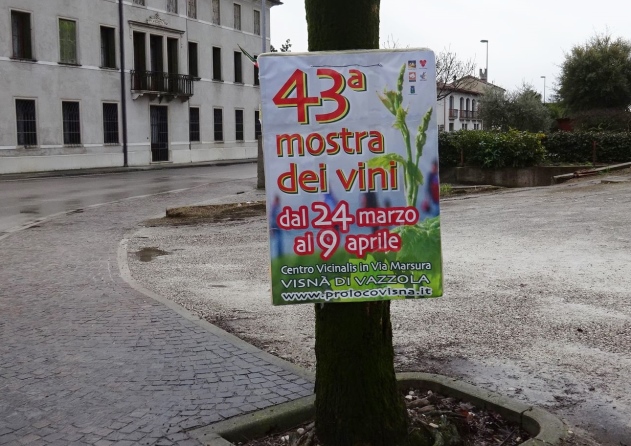 43ª
mostra
dei vini
dal 24 marzo
al 9 aprile
Centro Vicinalis in Via Marsura
VISNÀ DI VAZZOLA
www.prolocovisna.it